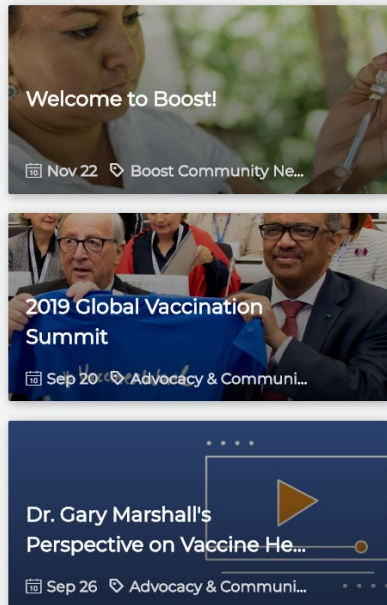 Welcome to Boost!
Nov 22 Boost Community Ne...
2019 Global Vaccination
Summit
Sep 20 Advocacy & Communi...
Dr. Gary Marshall's
Perspective on Vaccine He...
Sep 26 Advocacy & Communi...